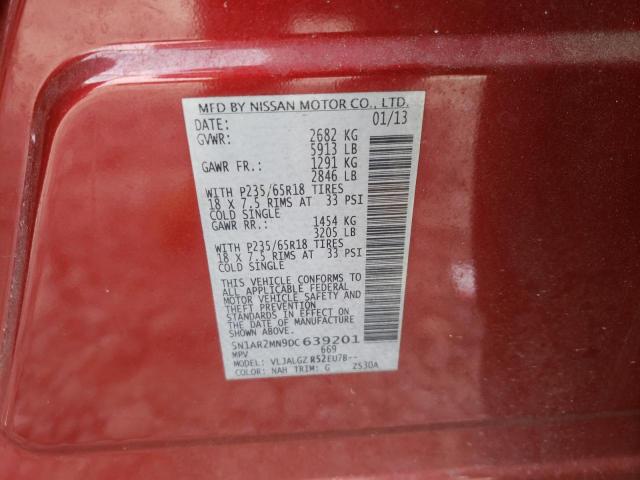 MFD BY NISSAN MOTOR CO., LTD.
DATE: 01/13
GVWR: 2682 KG
5913 LB
GAWR FR.: 1291 KG
2846 LB
WITH P235/65R18 TIRES
18 X 7.5 RIMS AT 33 PSI
COLD SINGLE
GAWR RR.: 1454 KG
3205 LB
WITH P235/65R18 TIRES
18 X 7.5 RIMS AT 33 PSI
COLD SINGLE
THIS VEHICLE CONFORMS TO
ALL APPLICABLE FEDERAL
MOTOR VEHICLE SAFETY AND
THEFT PREVENTION
STANDARDS IN EFFECT ON
THE DATE OF MANUFACTURE
SHOWN ABOVE.
5N1AR2MN9DC639201
MPV 669
MODEL: VLJALGZ R52EU7B--
COLOR: NAH TRIM: G ZS30A